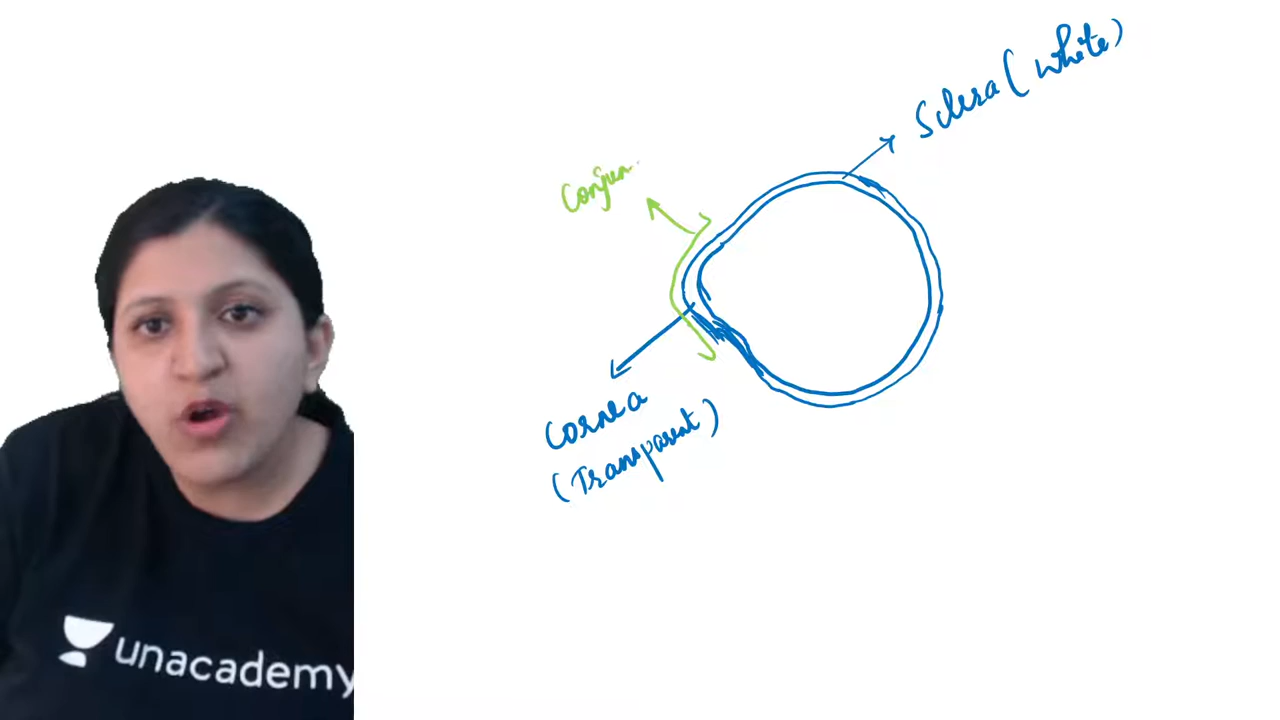 Sclera (White)
Conjun
Cornea
(Transparent)
unacademy